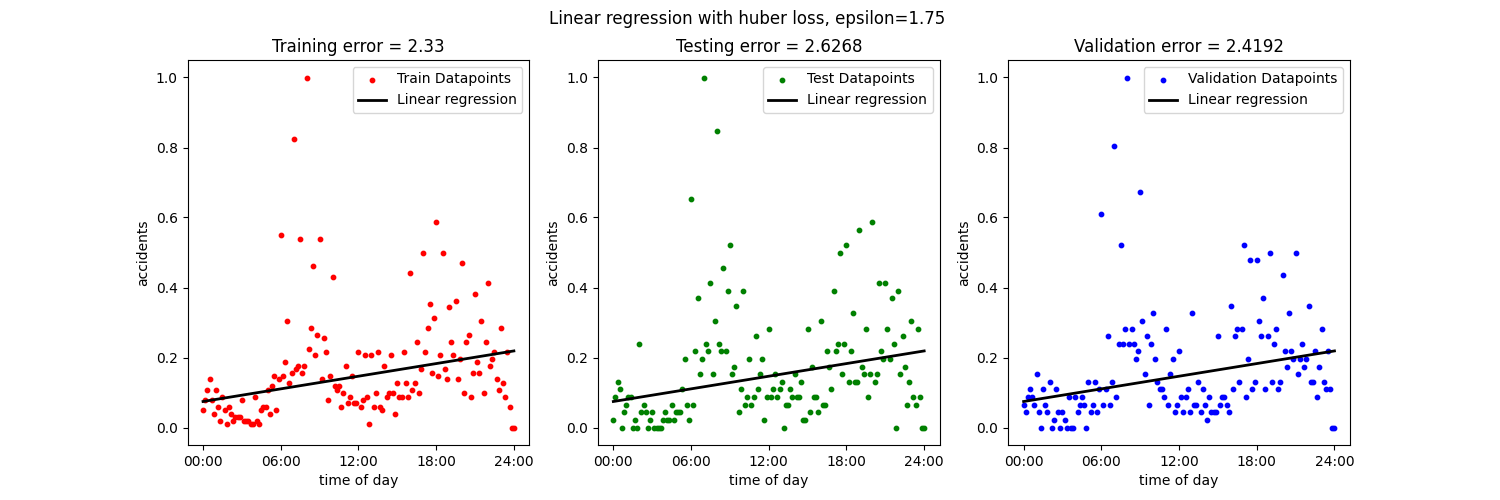 Linear regression with huber loss, epsilon=1.75
Training error = 2.33
1.0
0.8
0.6
0.4
0.2
0.0
accidents
Train Datapoints
Linear regression
00:00 06:00 12:00 18:00 24:00
time of day
Testing error = 2.6268
1.0
0.8
0.6
0.4
0.2
0.0
accidents
Test Datapoints
Linear regression
00:00 06:00 12:00 18:00 24:00
time of day
Validation error = 2.4192
1.0
0.8
0.6
0.4
0.2
0.0
accidents
Validation Datapoints
Linear regression
00:00 06:00 12:00 18:00 24:00
time of day